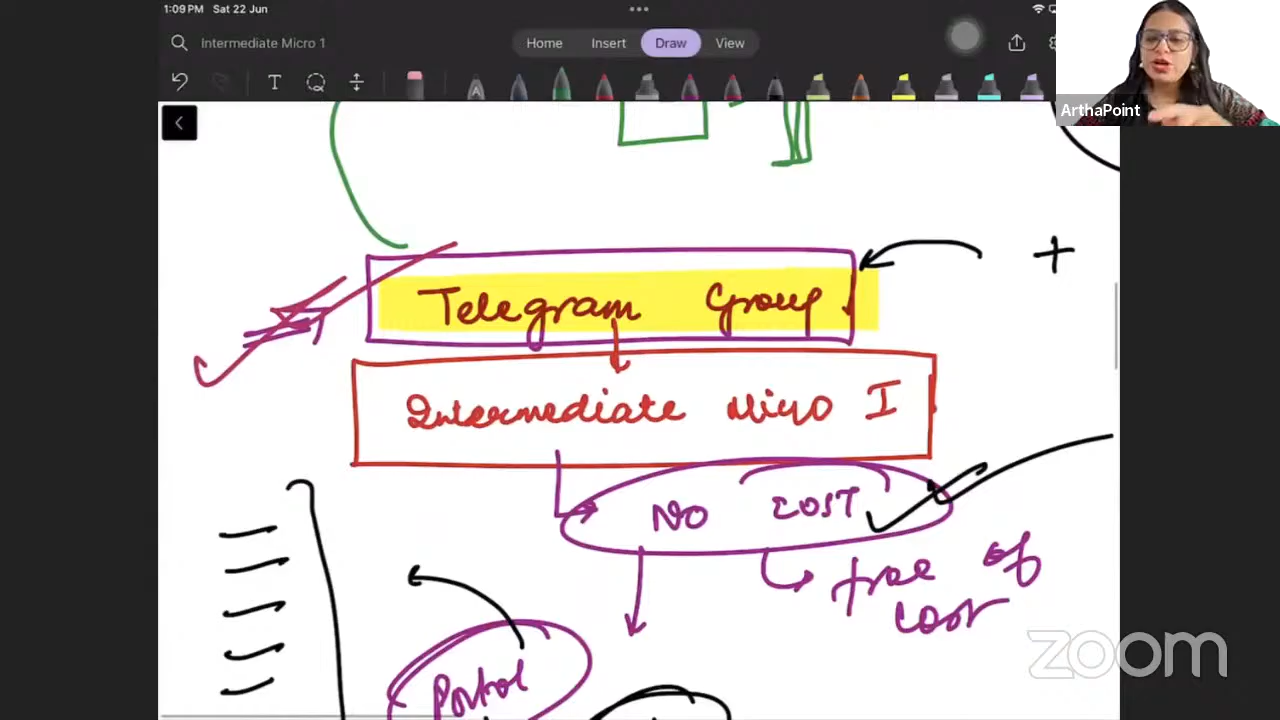 1:09 PM Sat 22 Jun
Intermediate Micro 1
Home Insert Draw View
T
ArthaPoint
+
Telegram Group
Intermediate Micro I
NO COST
free of
cost
Portal
zoom